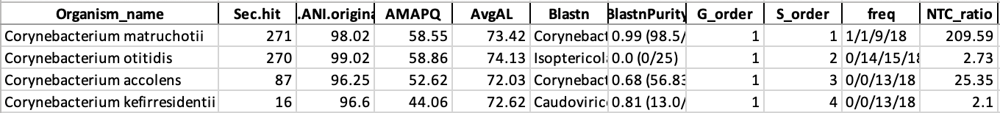 Organism_name Sec.hit .ANI.origina AMAPQ AvgAL Blastn BlastnPurity G_order S_order freq NTC_ratio
Corynebacterium matruchotii 271 98.02 58.55 73.42 Corynebact 0.99 (98.5/ 1 1 1/1/9/18 209.59
Corynebacterium otitidis 270 99.02 58.86 74.13 Isoptericol 0.0 (0/25) 1 2 0/14/15/18 2.73
Corynebacterium accolens 87 96.25 52.62 72.03 Corynebact 0.68 (56.83 1 3 0/0/13/18 25.35
Corynebacterium kefirresidentii 16 96.6 44.06 72.62 Caudoviric 0.81 (13.0/ 1 4 0/0/13/18 2.1